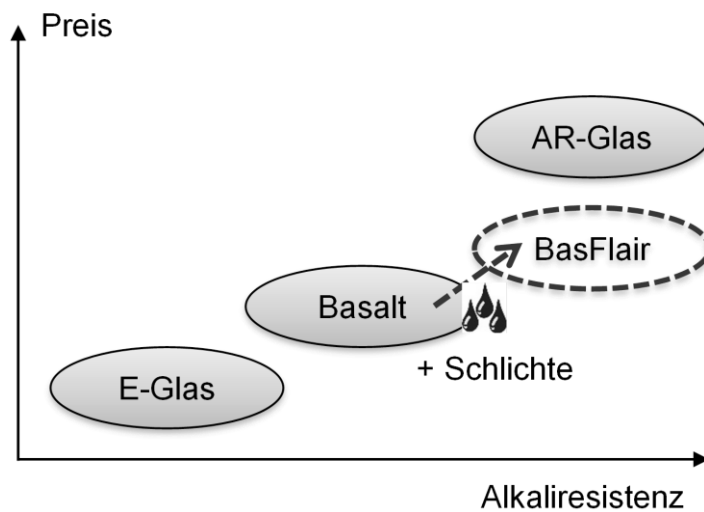 Preis
AR-Glas
BasFlair
Basalt
+ Schlichte
E-Glas
Alkaliresistenz